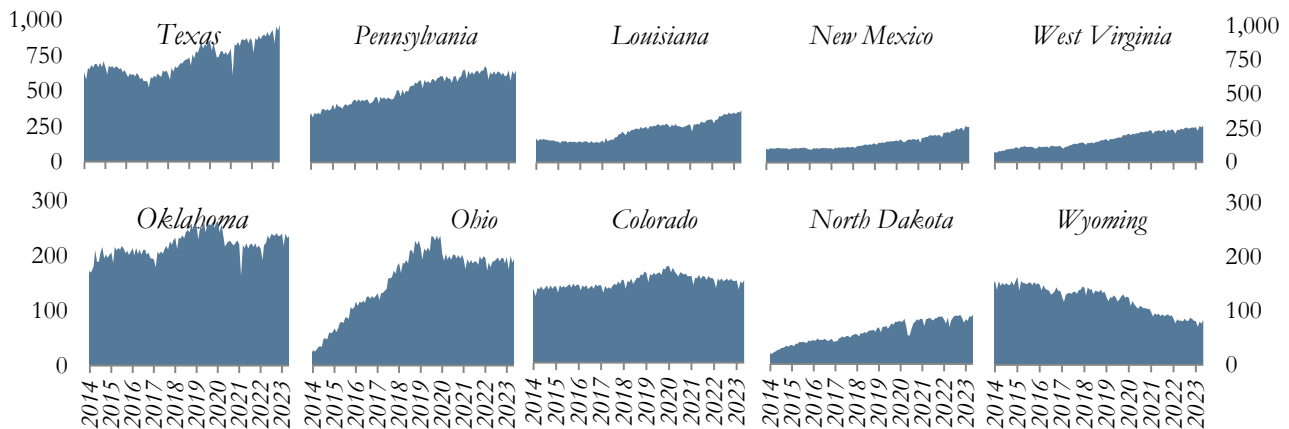 1,000 Texas Pennsylvania Louisiana New Mexico West Virginia 1,000
750 750
500 500
250 250
0 0
300 300
Oklahoma Ohio Colorado North Dakota Wyoming
200 200
100 100
0 0
2014 2015 2016 2017 2018 2019 2020 2021 2022 2023 2014 2015 2016 2017 2018 2019 2020 2021 2022 2023 2014 2015 2016 2017 2018 2019 2020 2021 2022 2023 2014 2015 2016 2017 2018 2019 2020 2021 2022 2023 2014 2015 2016 2017 2018 2019 2020 2021 2022 2023